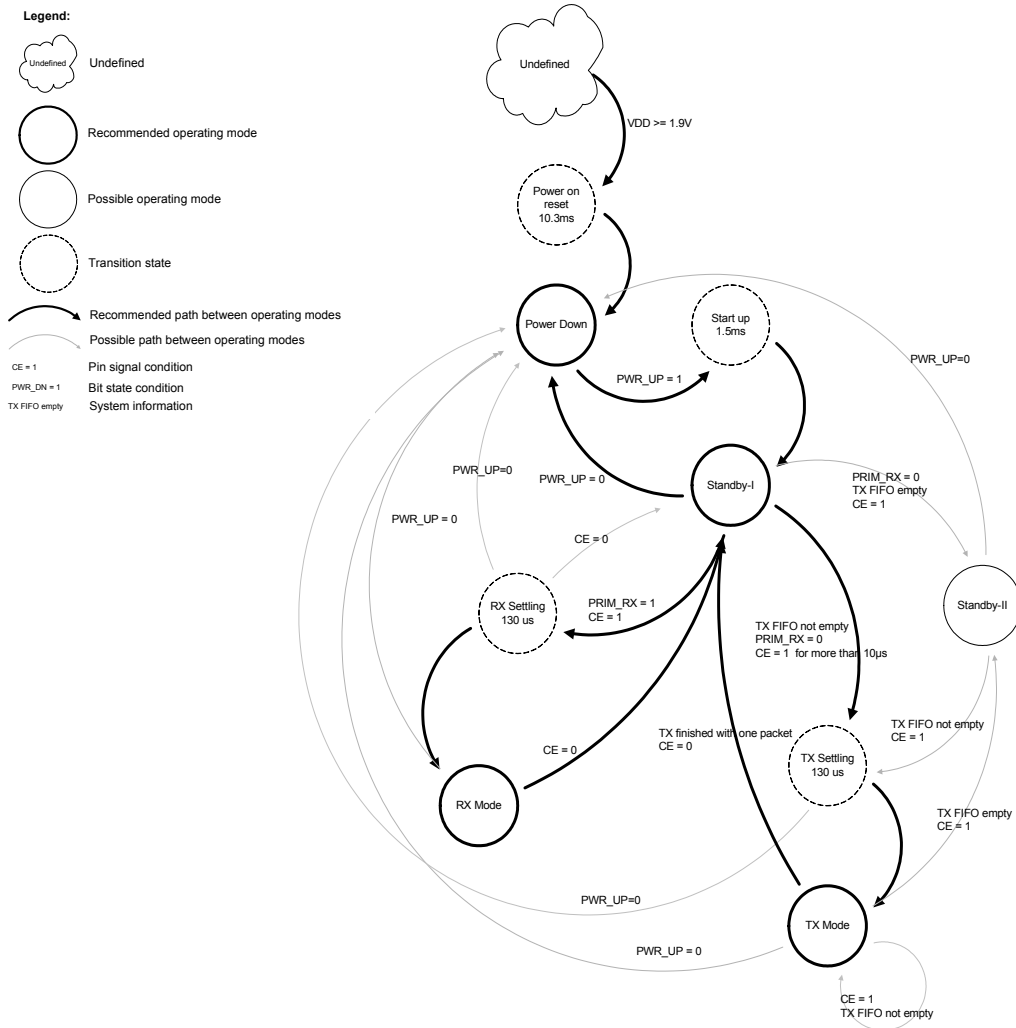 Legend:
Undefined
Undefined
Recommended operating mode
Possible operating mode
Transition state
Recommended path between operating modes
Possible path between operating modes
CE = 1
Pin signal condition
PWR_DN = 1
Bit state condition
TX FIFO empty
System information
Undefined
VDD >= 1.9V
Power on
reset
10.3ms
Power Down
Start up
1.5ms
PWR_UP=0
PWR_UP = 1
PWR_UP=0
PWR_UP = 0
Standby-I
PRIM_RX = 0
TX FIFO empty
CE = 1
PWR_UP = 0
CE = 0
RX Settling
130 us
PRIM_RX = 1
CE = 1
Standby-II
TX FIFO not empty
PRIM_RX = 0
CE = 1 for more than 10µs
TX FIFO not empty
CE = 1
TX finished with one packet
CE = 0
CE = 0
TX Settling
130 us
RX Mode
TX FIFO empty
CE = 1
PWR_UP=0
TX Mode
PWR_UP = 0
CE = 1
TX FIFO not empty